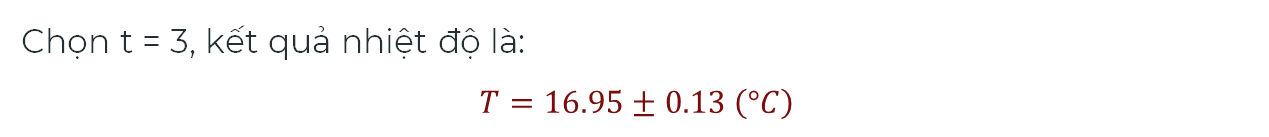 Chọn t = 3, kết quả nhiệt độ là:
T = 16.95 ± 0.13 (°C)